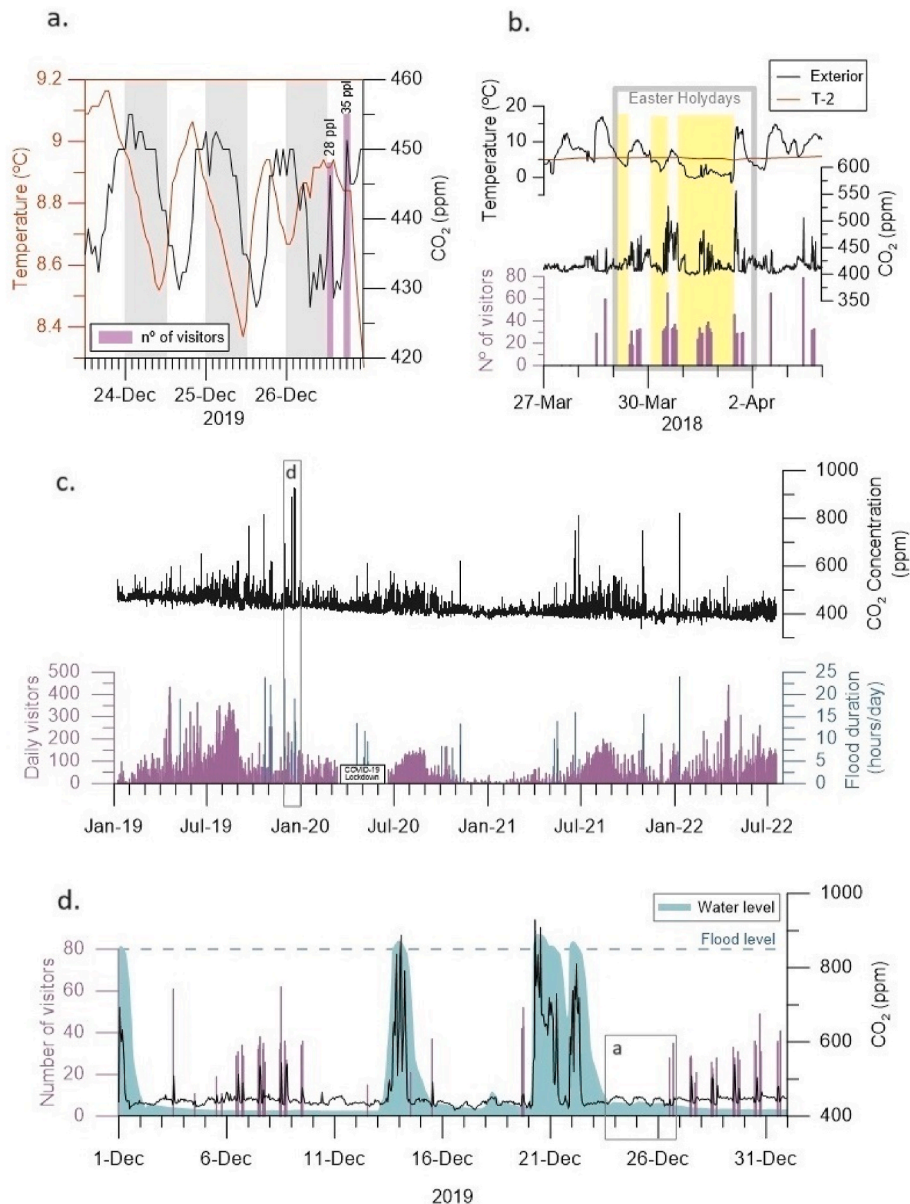 a.
9.2
9
8.8
8.6
8.4
Temperature (ºC)
460
450
440
430
420
CO2 (ppm)
28 ppl
35 ppl
nº of visitors
24-Dec
25-Dec
26-Dec
2019
b.
Exterior
T-2
Easter Holydays
Temperature (ºC)
20
10
0
600
550
500
450
400
350
CO2 (ppm)
Nº of visitors
80
60
40
20
0
27-Mar
30-Mar
2-Apr
2018
c.
d
1000
800
600
400
CO2 Concentration
(ppm)
Daily visitors
500
400
300
200
100
0
25
20
15
10
5
0
Flood duration
(hours/day)
COVID-19
Lockdown
Jan-19
Jul-19
Jan-20
Jul-20
Jan-21
Jul-21
Jan-22
Jul-22
d.
Water level
Flood level
Number of visitors
80
60
40
20
0
1000
800
600
400
CO2 (ppm)
a
1-Dec
6-Dec
11-Dec
16-Dec
21-Dec
26-Dec
31-Dec
2019